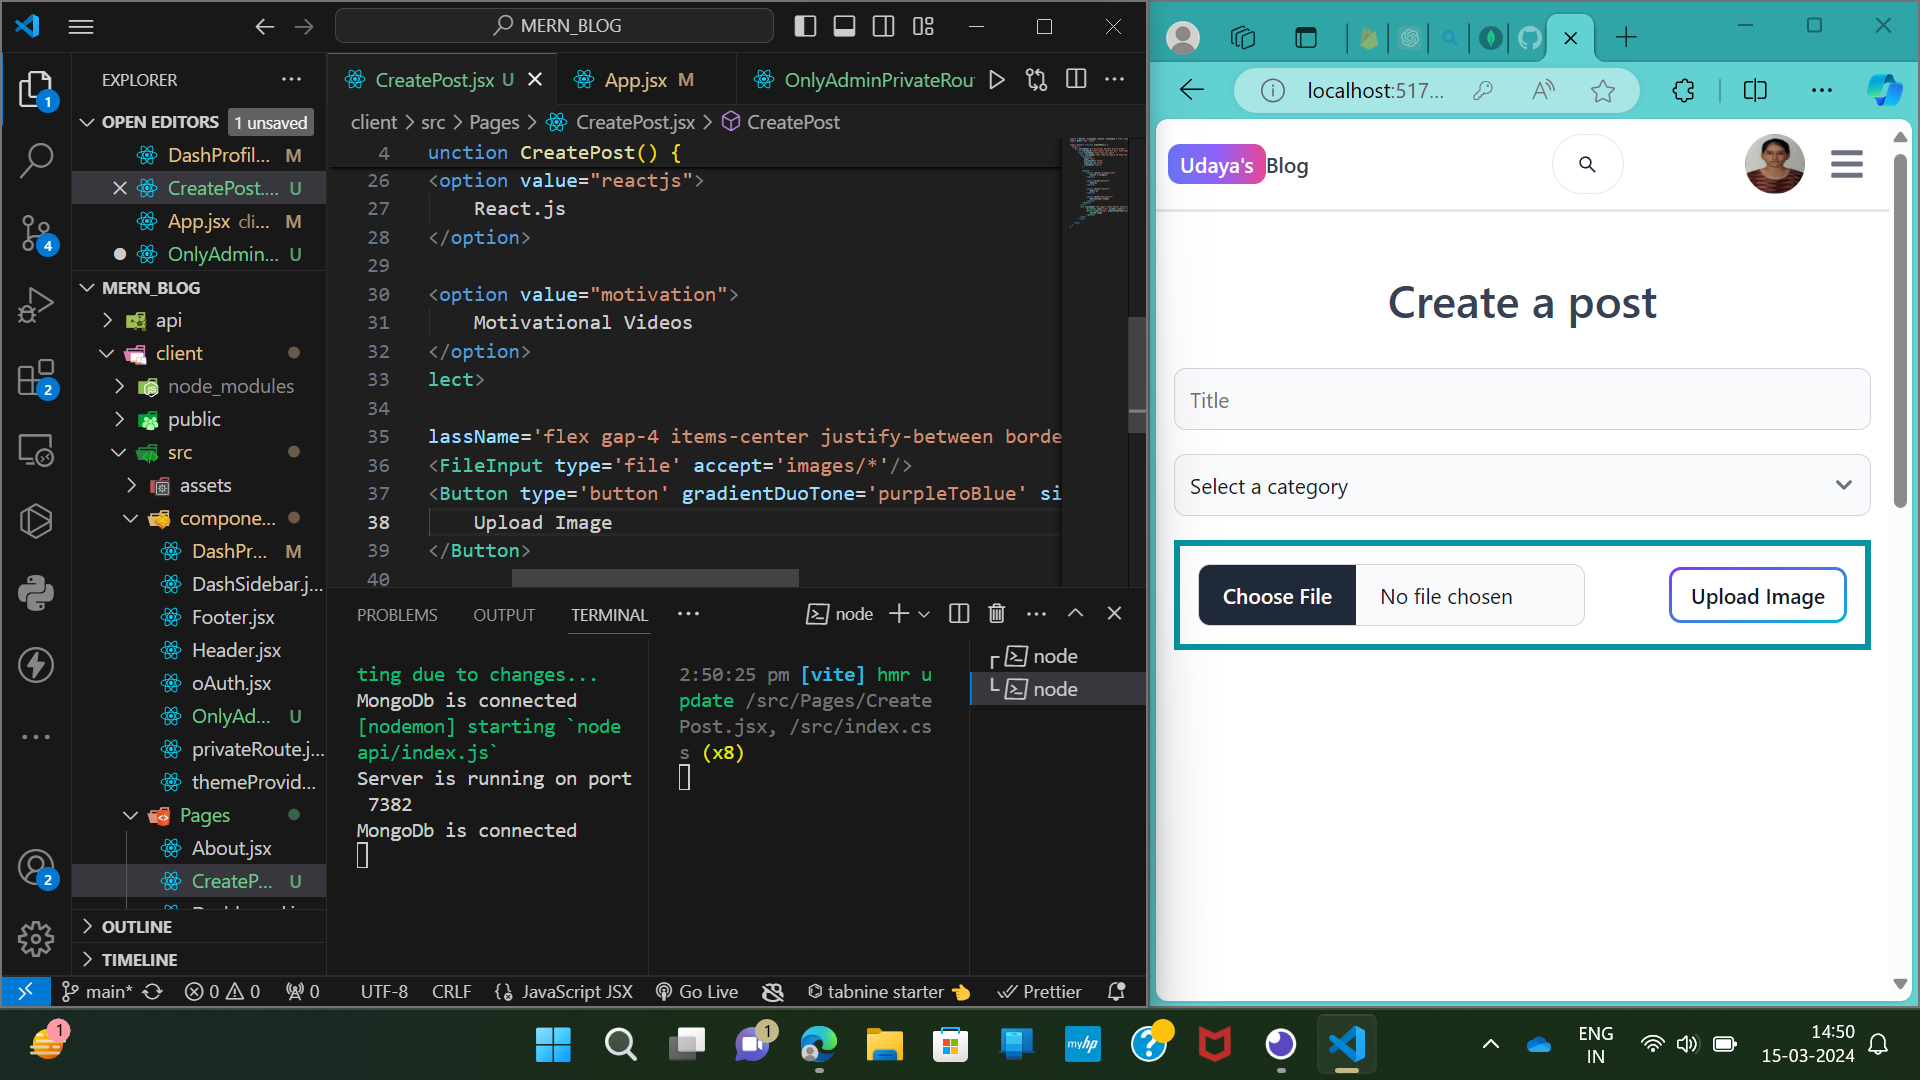 MERN_BLOG
EXPLORER
OPEN EDITORS 1 unsaved
DashProfil... M
CreatePost.... U
App.jsx cli... M
OnlyAdmin... U
MERN_BLOG
api
client
node_modules
public
src
assets
compone...
DashPr... M
DashSidebar.j...
Footer.jsx
Header.jsx
oAuth.jsx
OnlyAd... U
privateRoute.j...
themeProvid...
Pages
About.jsx
CreateP... U
OUTLINE
TIMELINE
1
4
2
2
CreatePost.jsx U
App.jsx M
OnlyAdminPrivateRou
client > src > Pages > CreatePost.jsx > CreatePost
4 unction CreatePost() {
26 <option value="reactjs">
27 React.js
28 </option>
29
30 <option value="motivation">
31 Motivational Videos
32 </option>
33 lect>
34
35 lassName='flex gap-4 items-center justify-between borde
36 <FileInput type='file' accept='images/*'/>
37 <Button type='button' gradientDuoTone='purpleToBlue' si
38 Upload Image
39 </Button>
40
PROBLEMS OUTPUT TERMINAL
node
ting due to changes...
MongoDb is connected
[nodemon] starting `node
api/index.js`
Server is running on port
7382
MongoDb is connected
2:50:25 pm [vite] hmr u
pdate /src/Pages/Create
Post.jsx, /src/index.cs
s (x8)
node
node
main* 0 0 0 UTF-8 CRLF JavaScript JSX Go Live tabnine starter Prettier
localhost:517...
Udaya's Blog
Create a post
Title
Select a category
Choose File No file chosen Upload Image
1
1
myhp
ENG
IN
14:50
15-03-2024